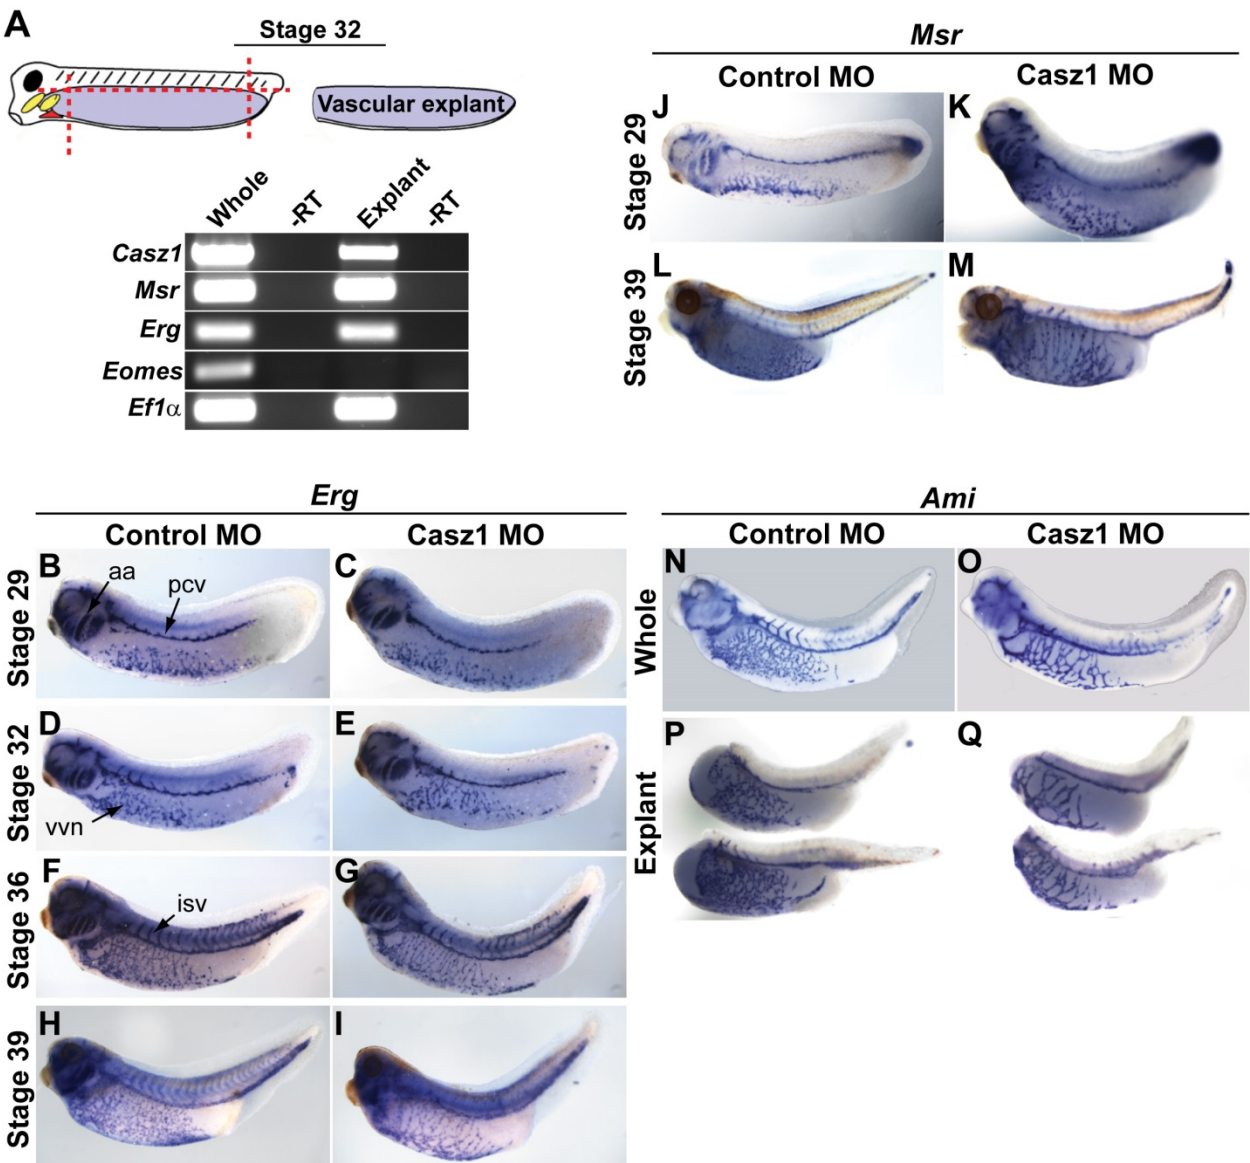 A
Stage 32
Vascular explant
Whole -RT Explant -RT
Casz1
Msr
Erg
Eomes
Ef1α
Msr
Control MO Casz1 MO
Stage 29
J K
Stage 39
L M
Erg
Control MO Casz1 MO
Stage 29
B aa pcv C
Stage 32
D vvn E
Stage 36
F isv G
Stage 39
H I
Ami
Control MO Casz1 MO
Whole
N O
Explant
P Q